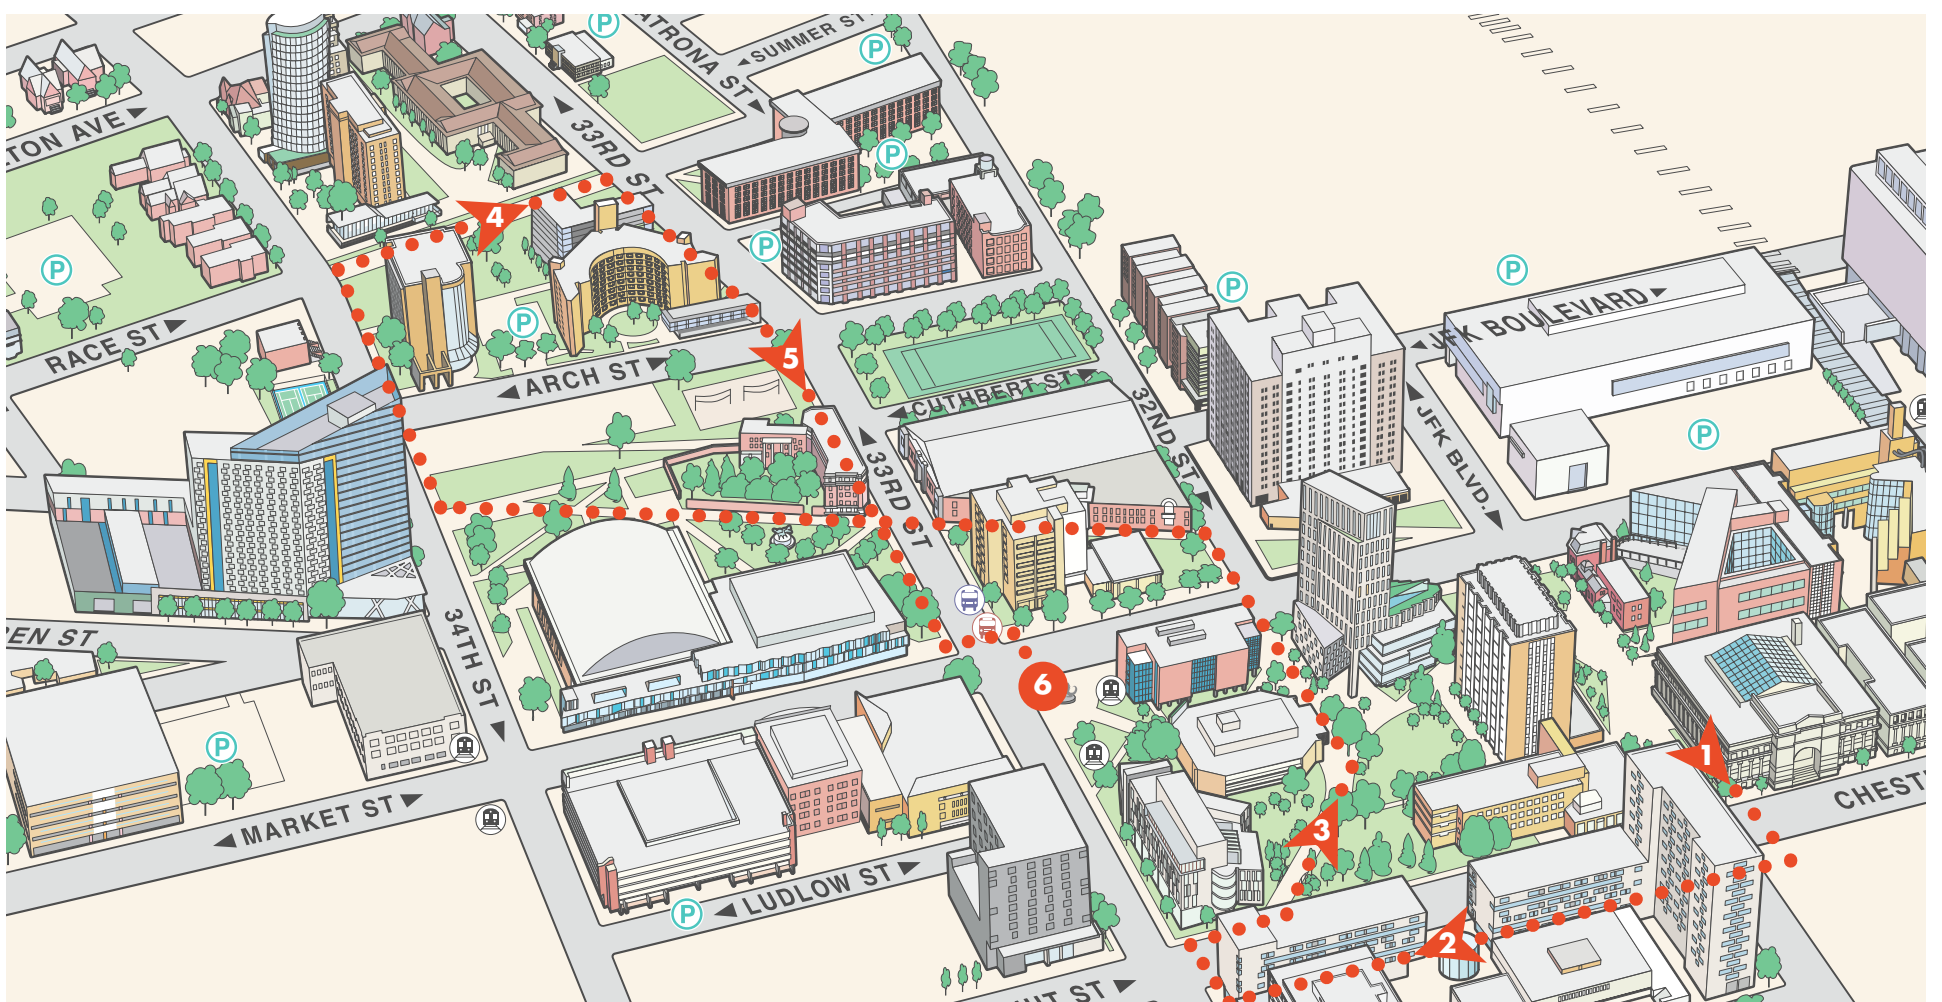 P
ATRONA ST
SUMMER ST
P
LTON AVE
33RD ST
P
4
P
P
P
P
P
RACE ST
5
ARCH ST
CUTHBERT ST
32ND ST
JFK BOULEVARD
JFK BLVD.
P
33RD ST
EN ST
34TH ST
6
P
1
MARKET ST
CHEST
3
LUDLOW ST
P
2
UT ST